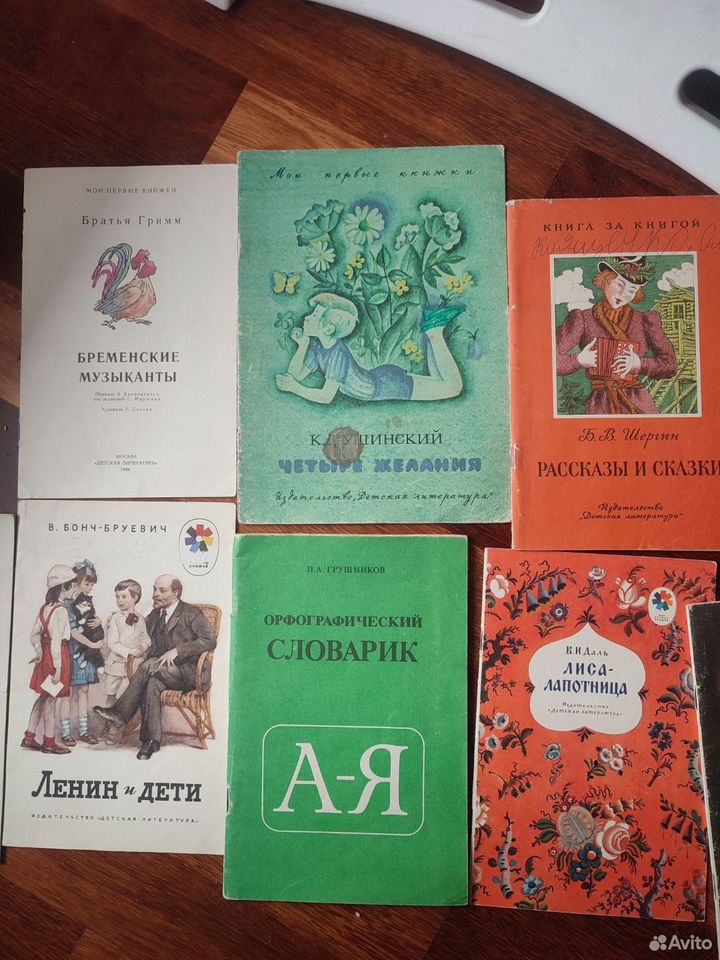 МОИ ПЕРВЫЕ КНИЖКИ
Братья Гримм
БРЕМЕНСКИЕ
МУЗЫКАНТЫ
МОСКВА
«ДЕТСКАЯ ЛИТЕРАТУРА»
Мои первые книжки
К.Д.УШИНСКИЙ
ЧЕТЫРЕ ЖЕЛАНИЯ
Издательство „Детская литература"
КНИГА ЗА КНИГОЙ
Б.В. Шергин
РАССКАЗЫ И СКАЗКИ
Издательство
„Детская литература"
В. БОНЧ-БРУЕВИЧ
ЛЕНИН и ДЕТИ
ИЗДАТЕЛЬСТВО «ДЕТСКАЯ ЛИТЕРАТУРА»
П.А. ГРУШНИКОВ
ОРФОГРАФИЧЕСКИЙ
СЛОВАРИК
А-Я
В И Даль
ЛИСА-
ЛАПОТНИЦА
Издательство
«Детская литература»
Avito